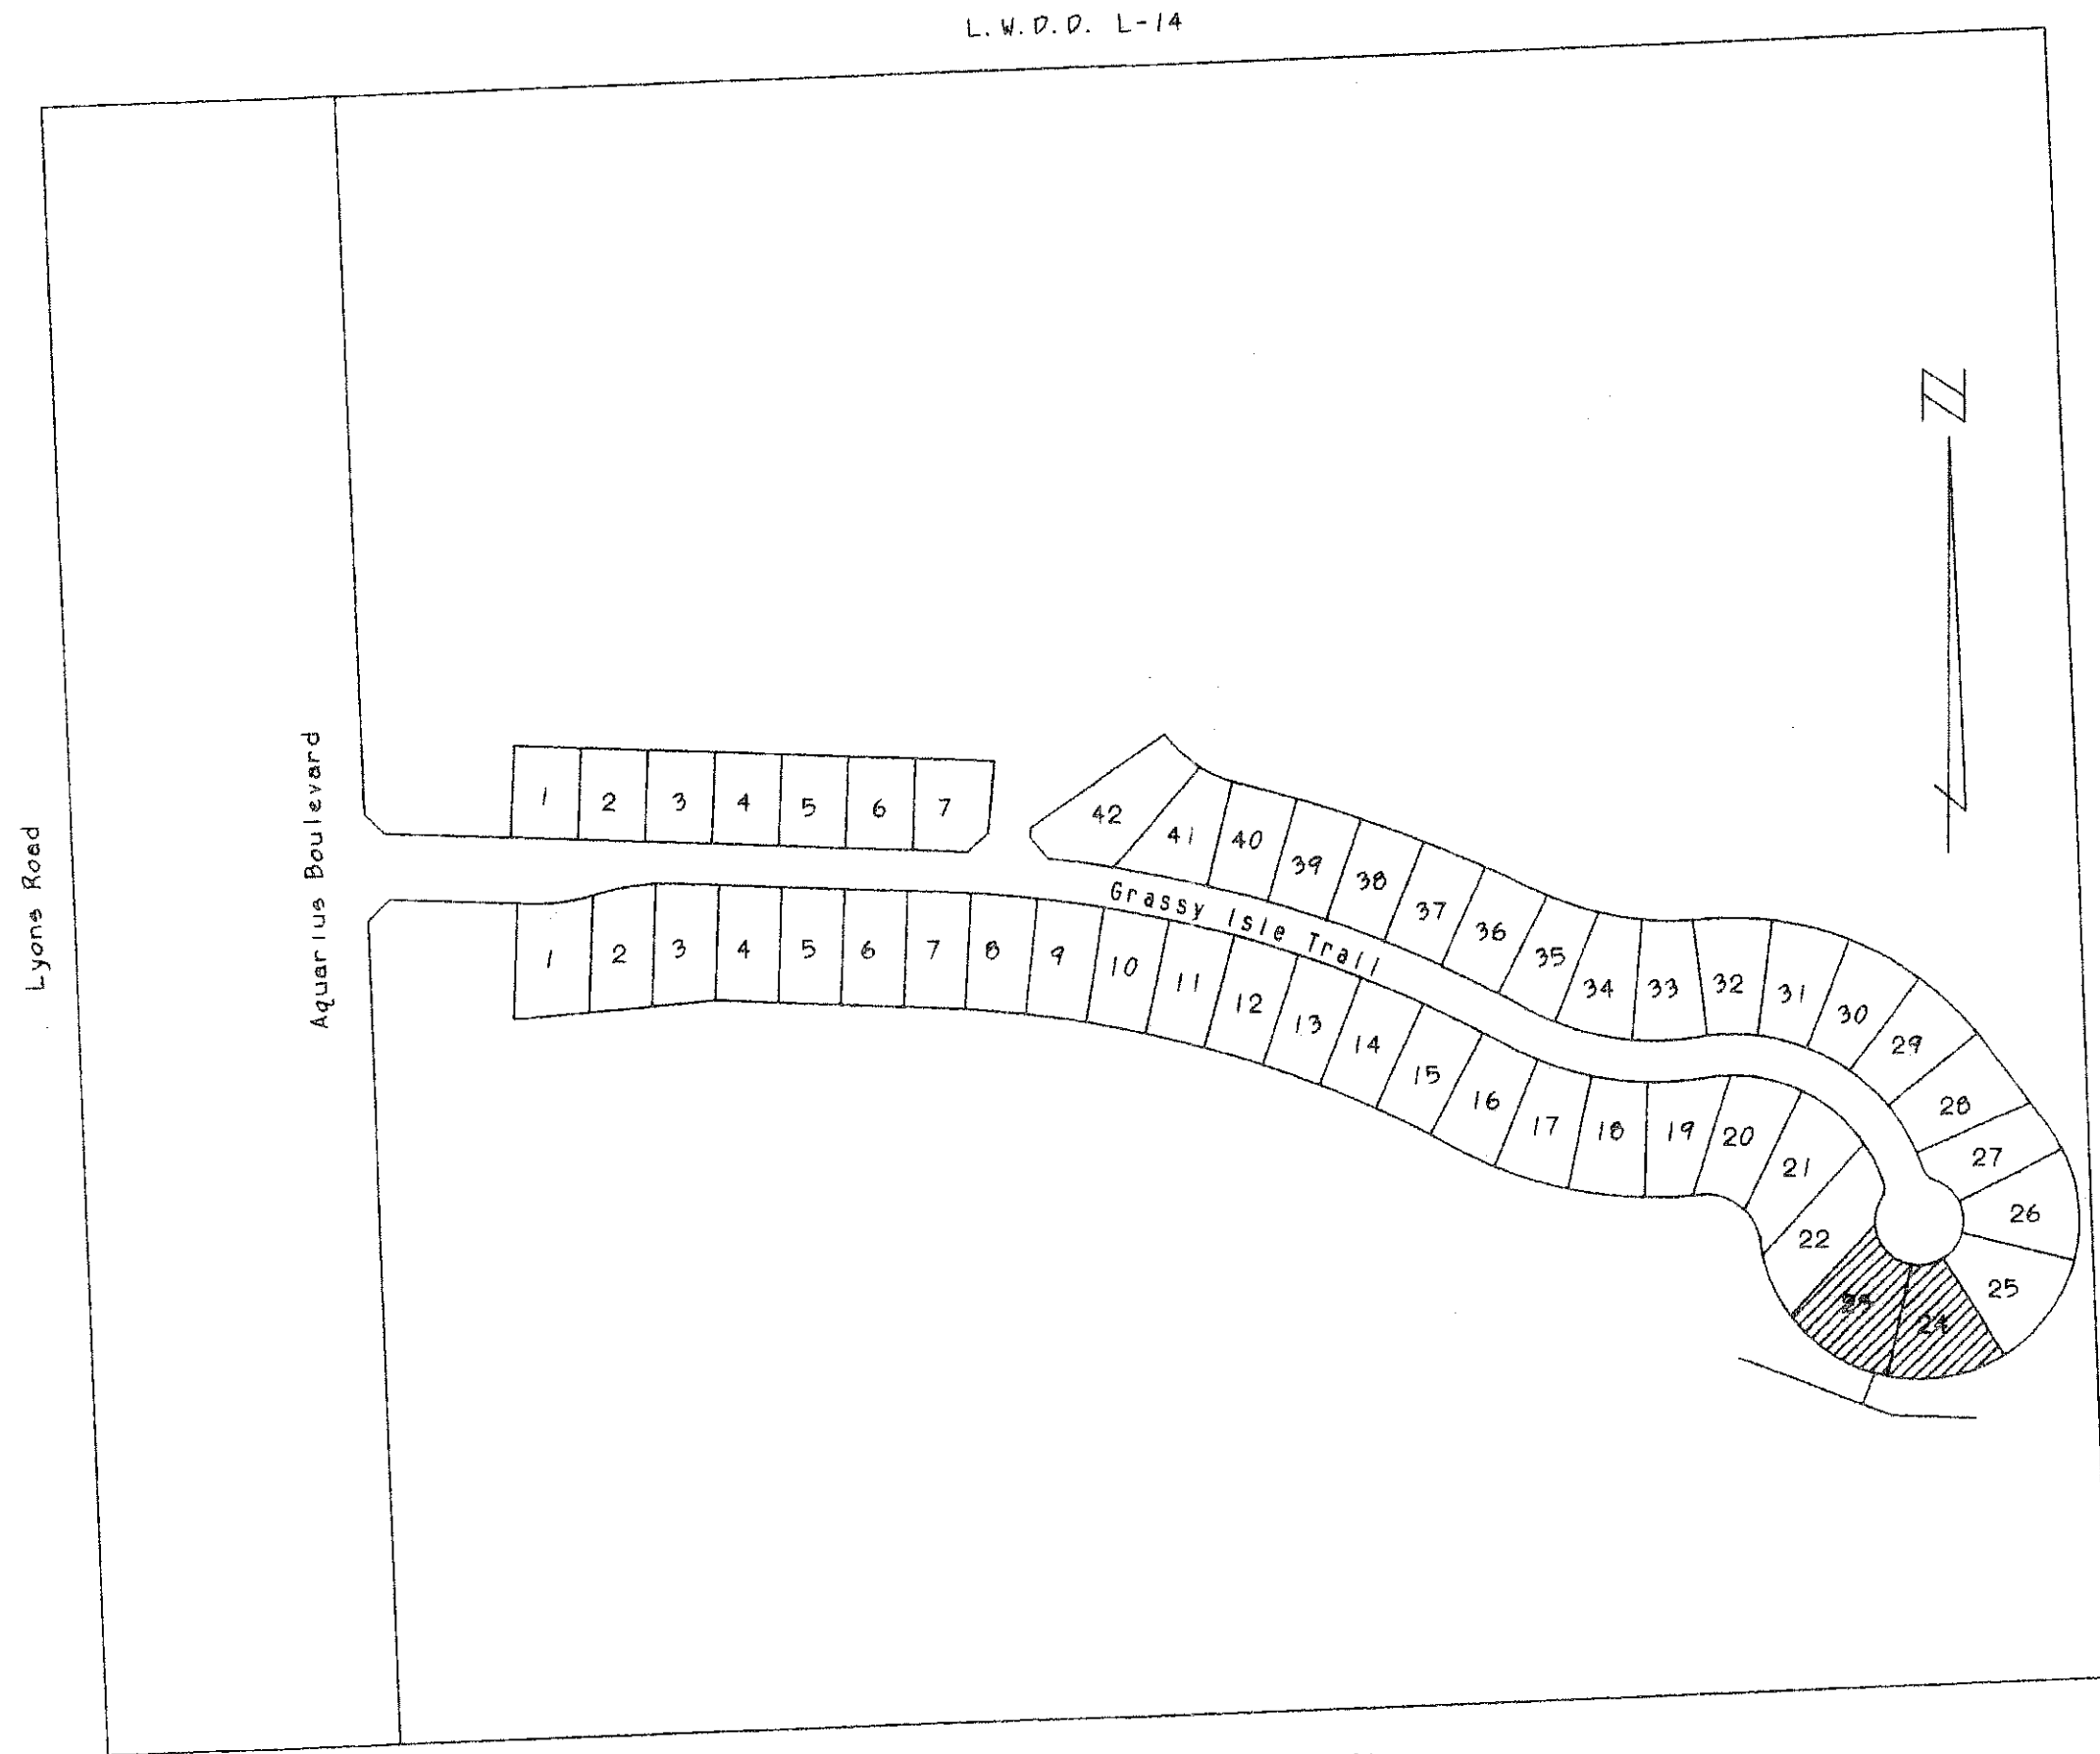 L.W.D.D. L-14
N
Lyons Road
Aquarius Boulevard
1 2 3 4 5 6 7
42 41 40 39 38 37 36 35 34 33 32 31 30 29 28 27 26 25
Grassy Isle Trail
1 2 3 4 5 6 7 8 9 10 11 12 13 14 15 16 17 18 19 20 21 22 23 24